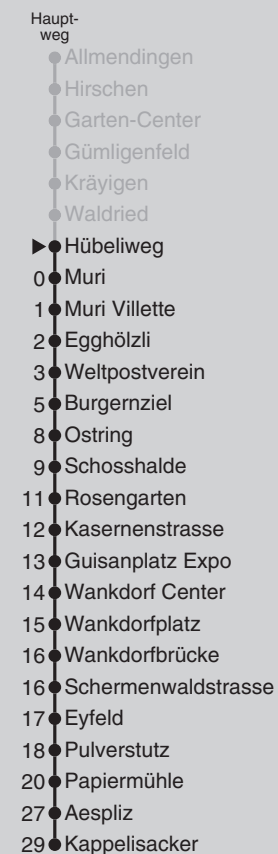 Haupt-
weg
Allmendingen
Hirschen
Garten-Center
Gümligenfeld
Kräyigen
Waldried
Hübeliweg
0 Muri
1 Muri Villette
2 Egghölzli
3 Weltpostverein
5 Burgernziel
8 Ostring
9 Schosshalde
11 Rosengarten
12 Kasernenstrasse
13 Guisanplatz Expo
14 Wankdorf Center
15 Wankdorfplatz
16 Wankdorfbrücke
16 Schermenwaldstrasse
17 Eyfeld
18 Pulverstutz
20 Papiermühle
27 Aespliz
29 Kappelisacker